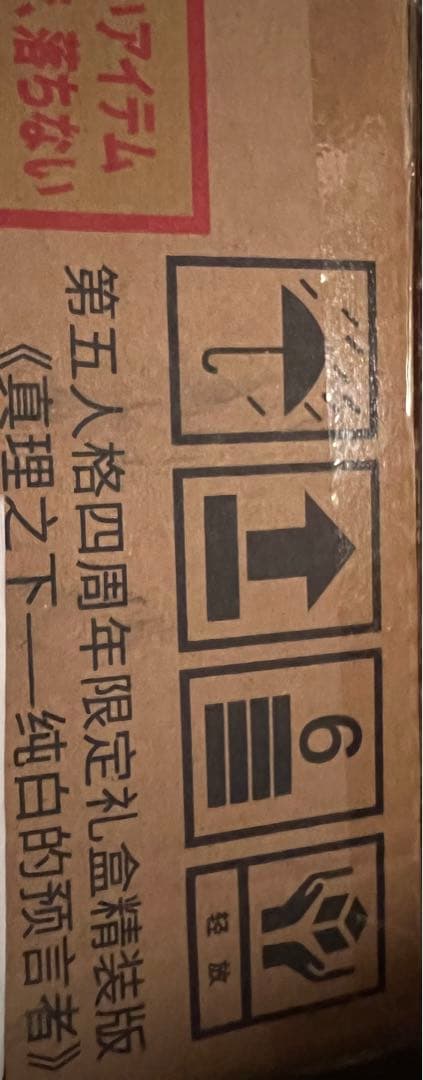 アイテム
落ちない
6
轻放
第五人格四周年限定礼盒精装版
《真理之下——纯白的预言者》